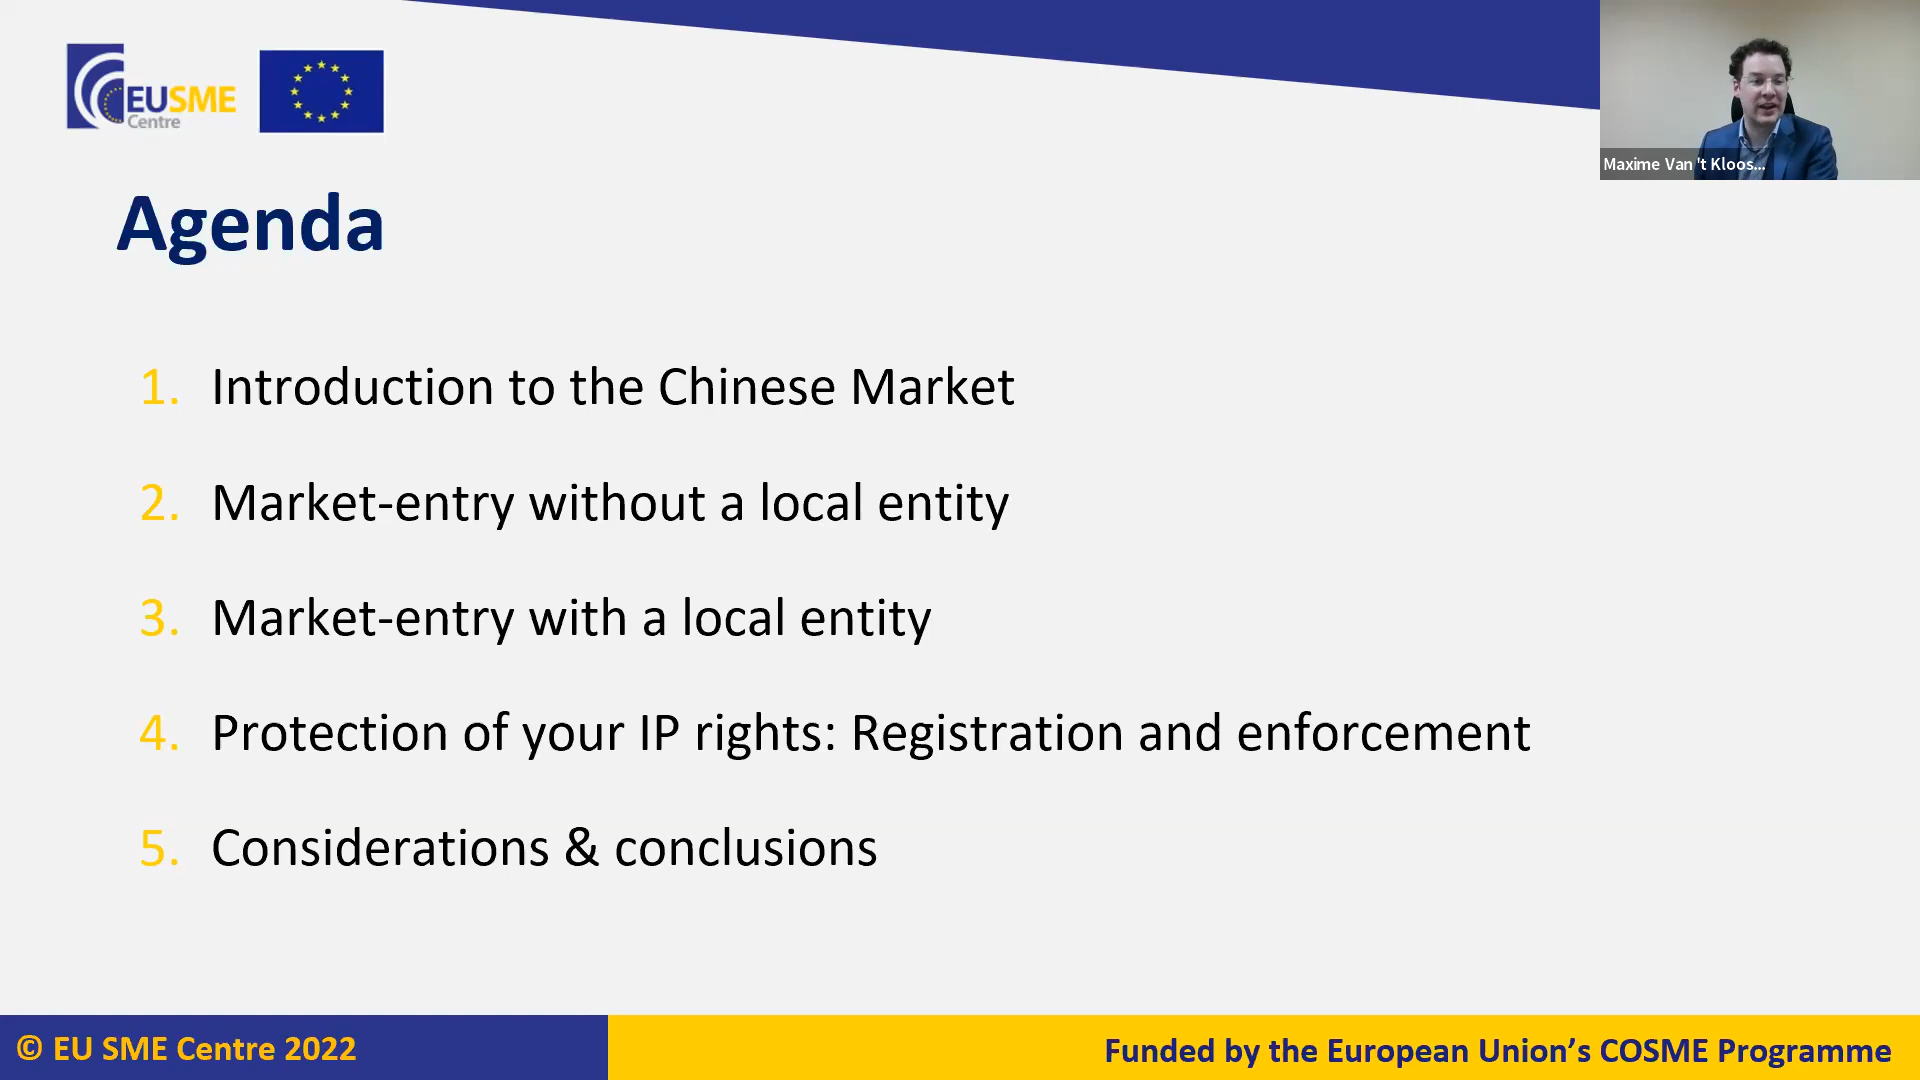 EUSME
Centre
Maxime Van 't Kloos...
Agenda
1. Introduction to the Chinese Market
2. Market-entry without a local entity
3. Market-entry with a local entity
4. Protection of your IP rights: Registration and enforcement
5. Considerations & conclusions
© EU SME Centre 2022
Funded by the European Union’s COSME Programme